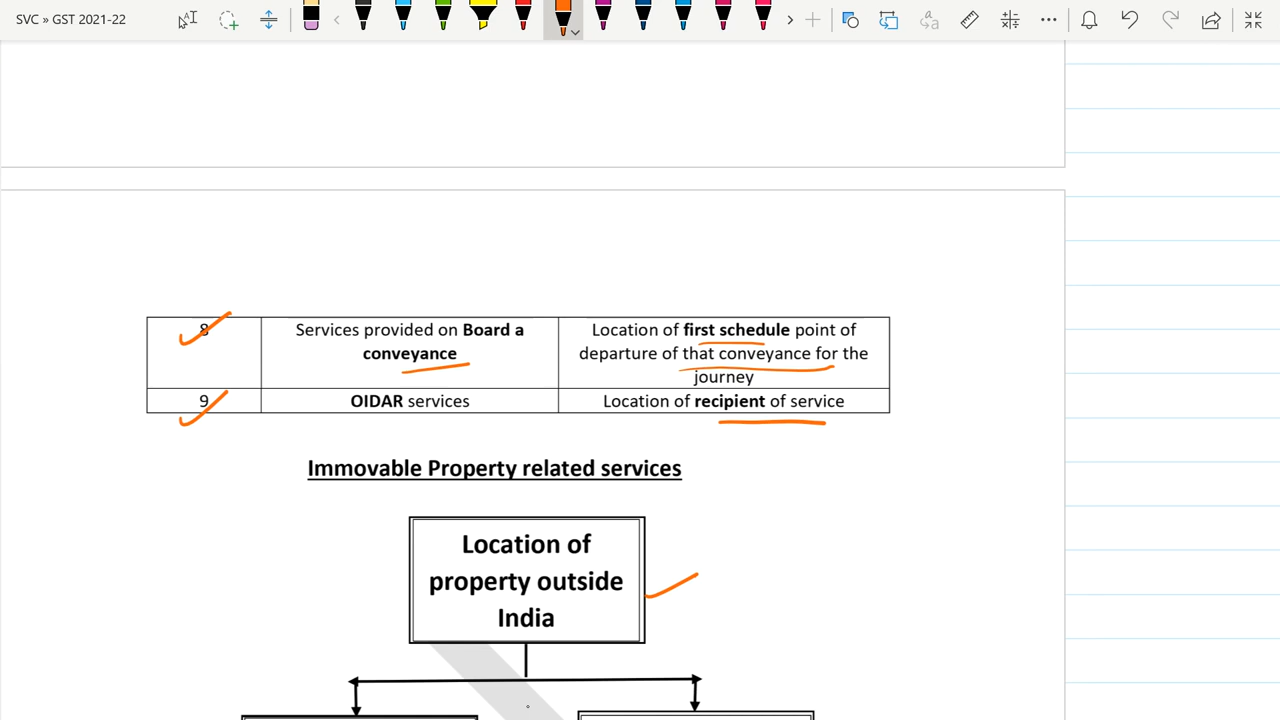 SVC » GST 2021-22
8
Services provided on Board a
conveyance
Location of first schedule point of
departure of that conveyance for the
journey
9
OIDAR services
Location of recipient of service
Immovable Property related services
Location of
property outside
India